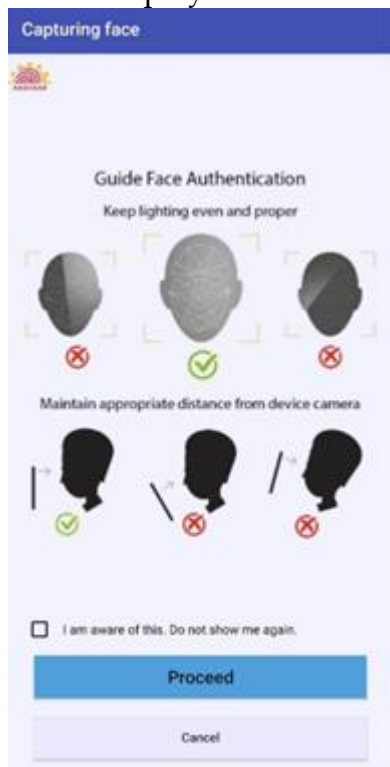 Capturing face
AADHAAR
Guide Face Authentication
Keep lighting even and proper
Maintain appropriate distance from device camera
I am aware of this. Do not show me again.
Proceed
Cancel